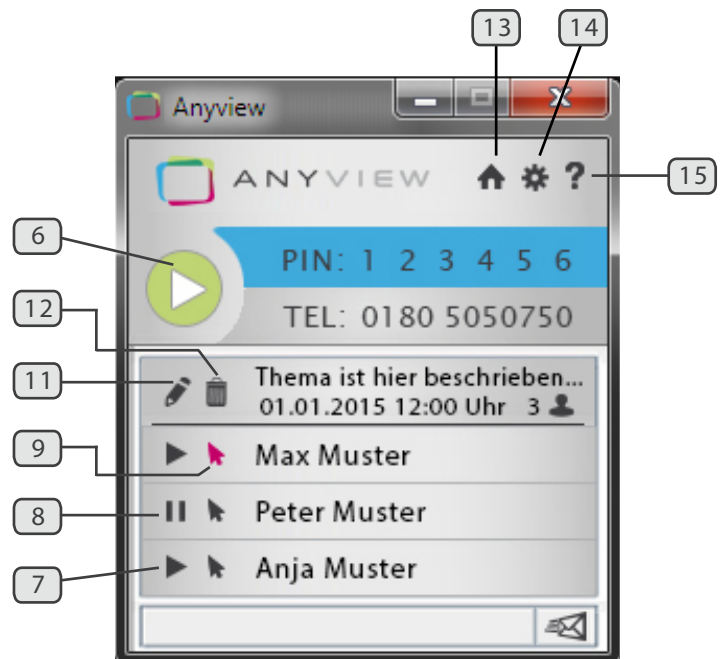 13 14
Anyview
ANYVIEW
15
6
PIN: 1 2 3 4 5 6
12
TEL: 0180 5050750
11
Thema ist hier beschrieben...
01.01.2015 12:00 Uhr 3
9
Max Muster
8
Peter Muster
7
Anja Muster